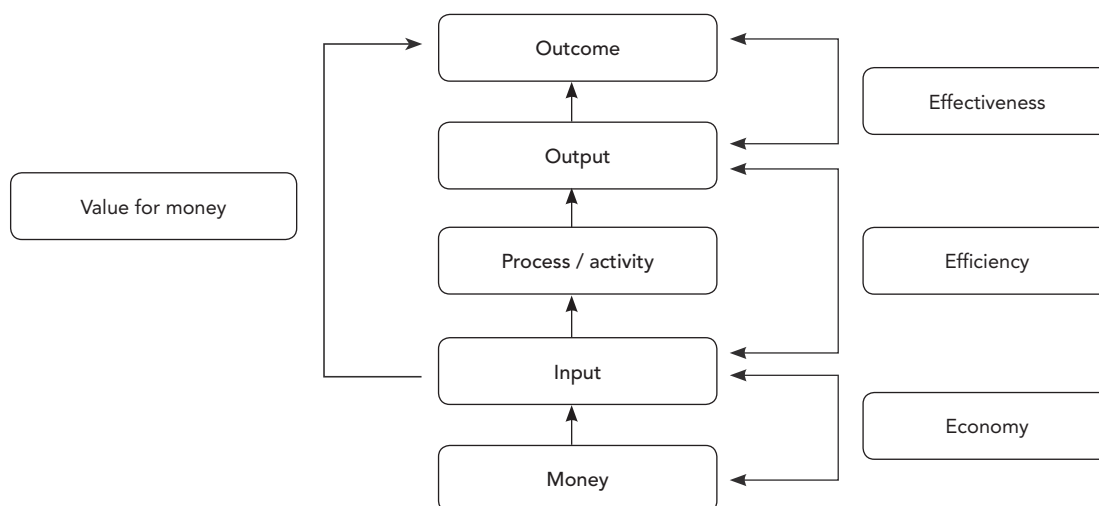 Outcome
Effectiveness
Output
Value for money
Process / activity
Efficiency
Input
Economy
Money